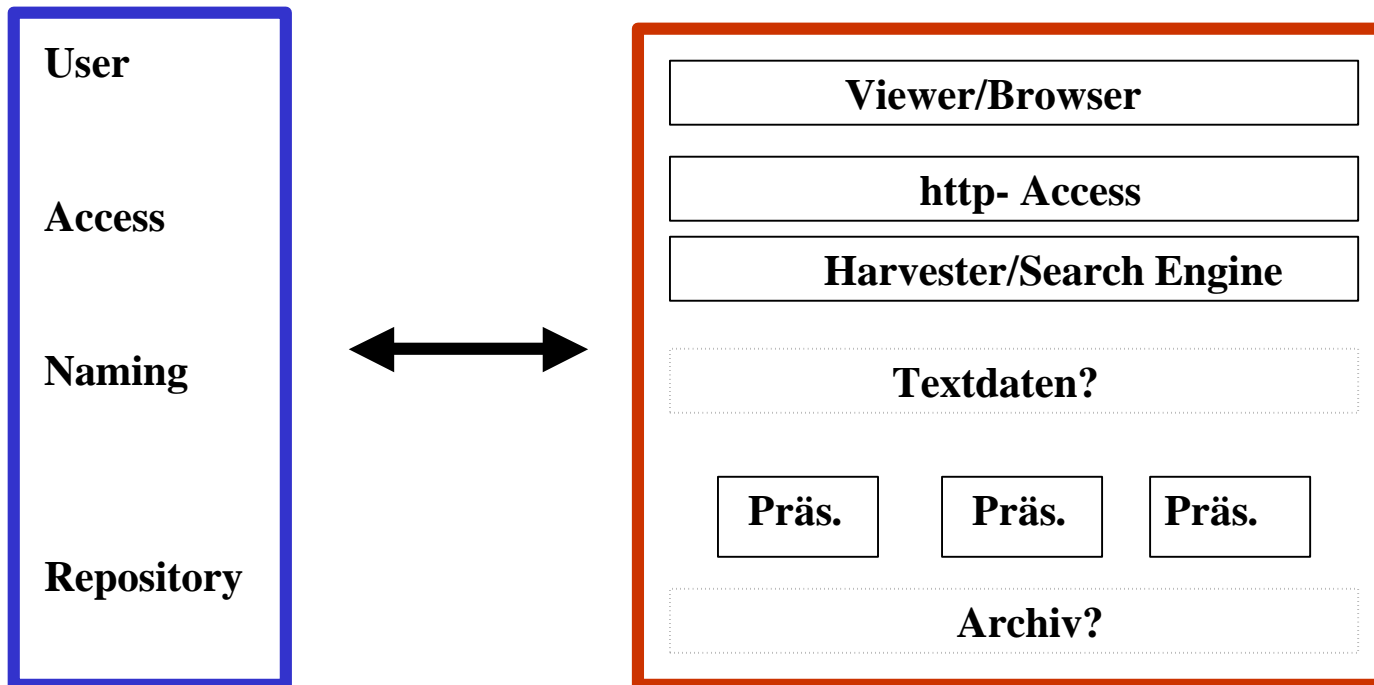 User
Access
Naming
Repository
Viewer/Browser
http- Access
Harvester/Search Engine
Textdaten?
Präs.
Präs.
Präs.
Archiv?